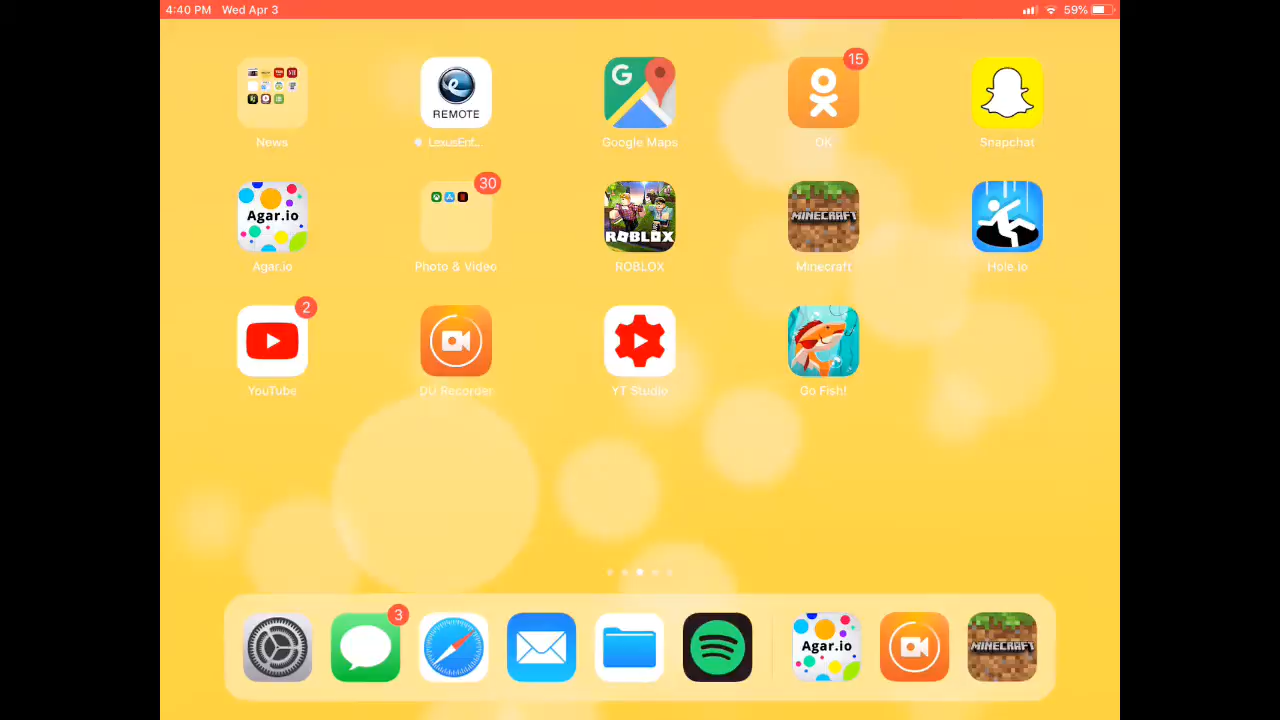 4:40 PM Wed Apr 3 59%
15
REMOTE
News Google Maps OK Snapchat
30
Agar.io ROBLOX MINECRAFT
Agar.io Photo & Video ROBLOX Minecraft Hole.io
2
YouTube DU Recorder YT Studio Go Fish!
3
Agar.io MINECRAFT